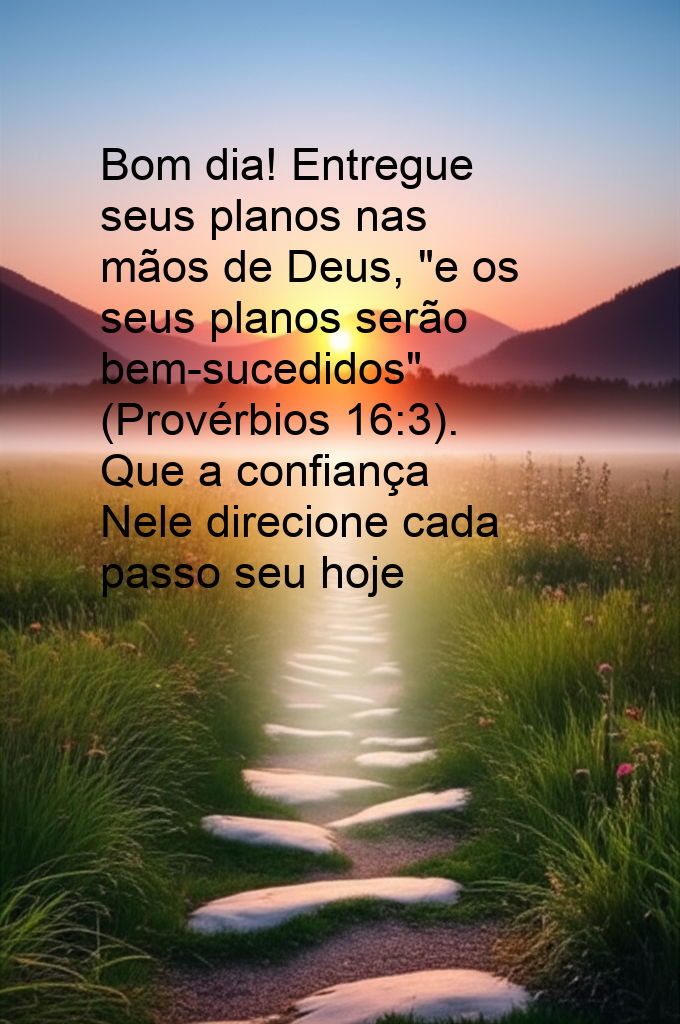 Bom dia! Entregue
seus planos nas
mãos de Deus, "e os
seus planos serão
bem-sucedidos"
(Provérbios 16:3).
Que a confiança
Nele direcione cada
passo seu hoje